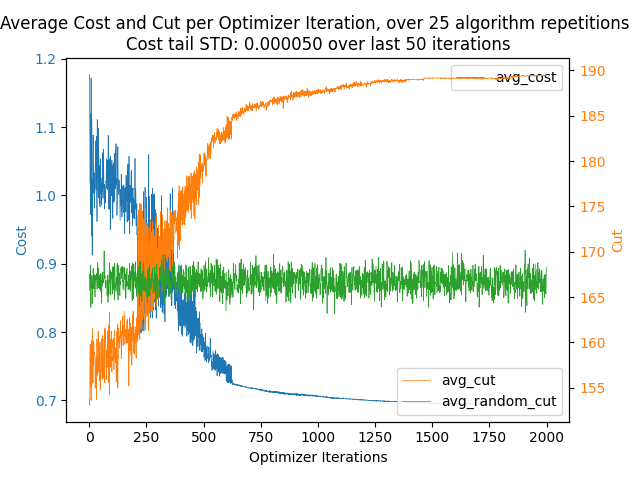 Average Cost and Cut per Optimizer Iteration, over 25 algorithm repetitions
Cost tail STD: 0.000050 over last 50 iterations
1.2
1.1
1.0
0.9
0.8
0.7
Cost
190
185
180
175
170
165
160
155
Cut
avg_cost
avg_cut
avg_random_cut
0
250
500
750
1000
1250
1500
1750
2000
Optimizer Iterations